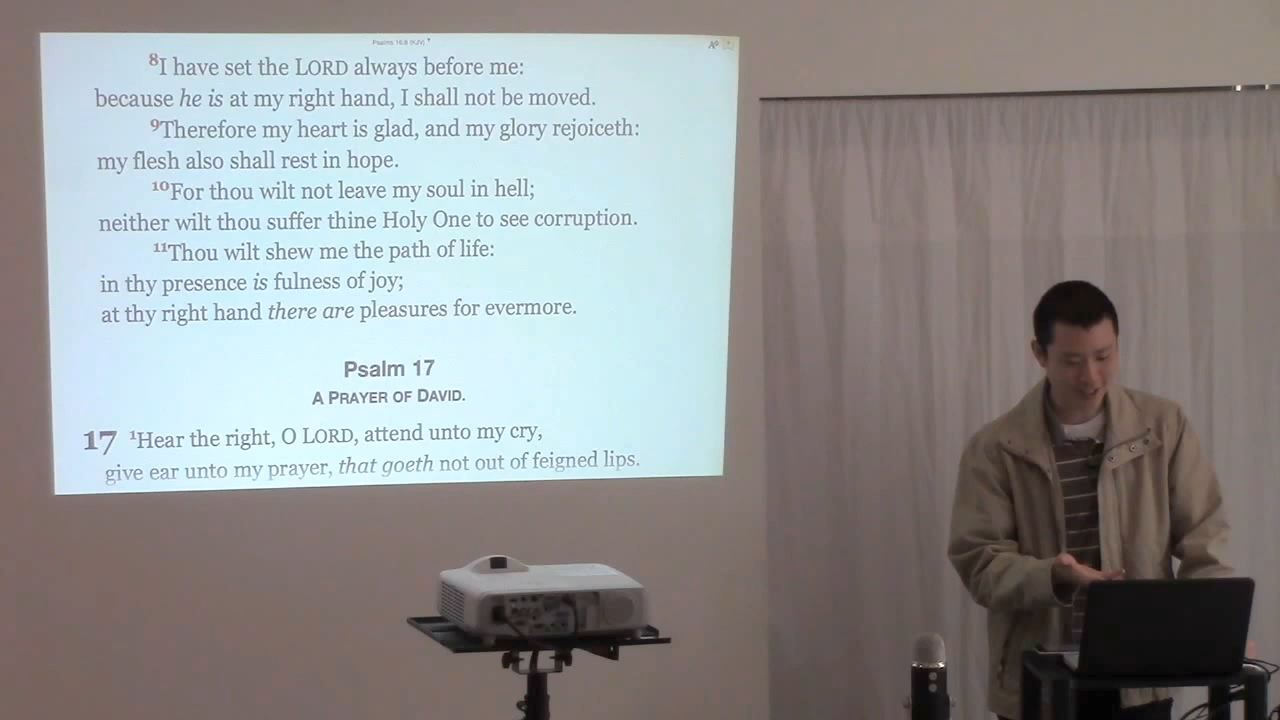 Psalms 16:8 (KJV)
8I have set the LORD always before me:
because he is at my right hand, I shall not be moved.
9Therefore my heart is glad, and my glory rejoiceth:
my flesh also shall rest in hope.
10For thou wilt not leave my soul in hell;
neither wilt thou suffer thine Holy One to see corruption.
11Thou wilt shew me the path of life:
in thy presence is fulness of joy;
at thy right hand there are pleasures for evermore.
Psalm 17
A PRAYER OF DAVID.
17 1Hear the right, O LORD, attend unto my cry,
give ear unto my prayer, that goeth not out of feigned lips.